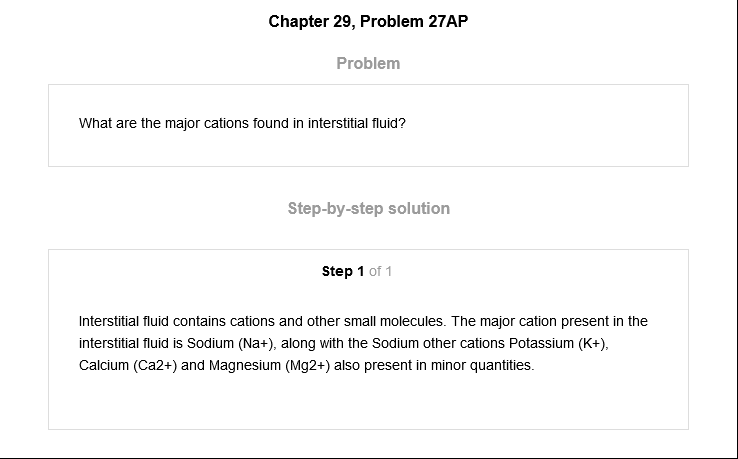 Chapter 29, Problem 27AP
Problem
What are the major cations found in interstitial fluid?
Step-by-step solution
Step 1 of 1
Interstitial fluid contains cations and other small molecules. The major cation present in the
interstitial fluid is Sodium (Na+), along with the Sodium other cations Potassium (K+),
Calcium (Ca2+) and Magnesium (Mg2+) also present in minor quantities.